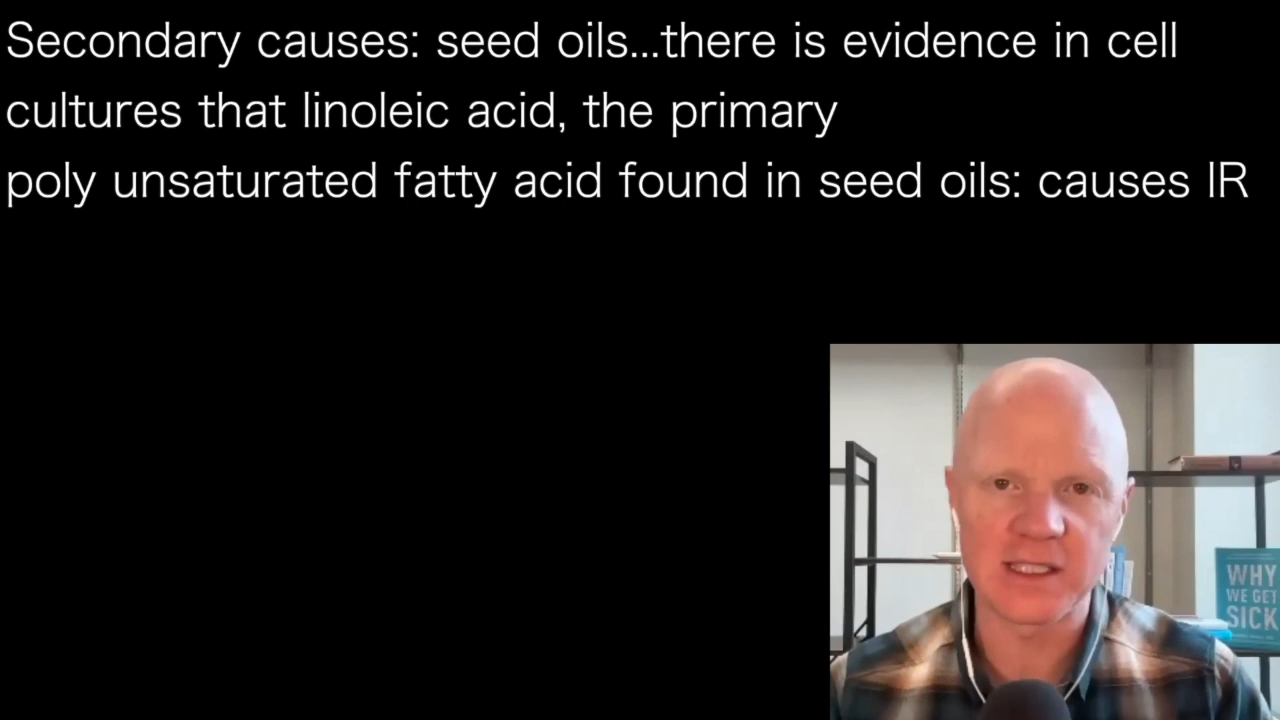 Secondary causes: seed oils...there is evidence in cell
cultures that linoleic acid, the primary
poly unsaturated fatty acid found in seed oils: causes IR
WHY
WE GET
SICK